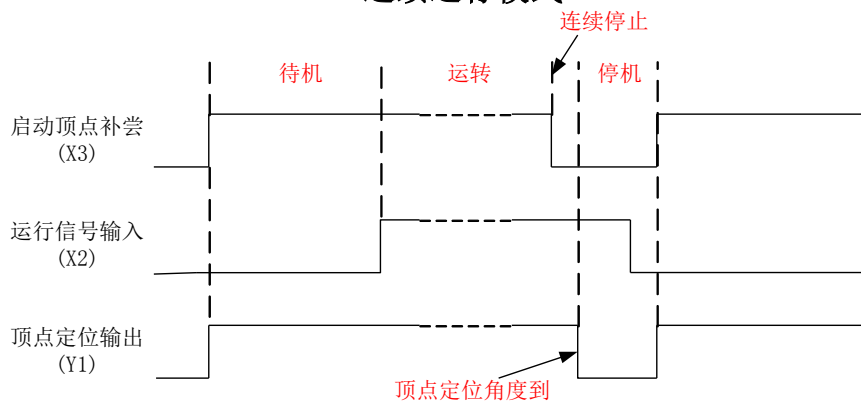 连续停止
待机
运转
停机
启动顶点补尝
(X3)
运行信号输入
(X2)
顶点定位输出
(Y1)
顶点定位角度到